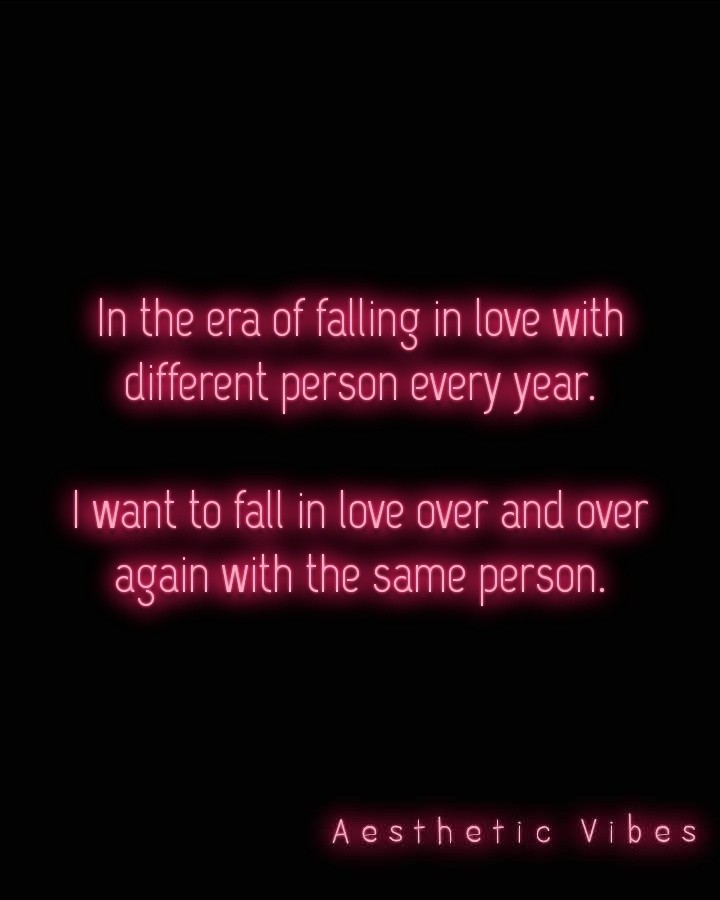 In the era of falling in love with
different person every year.
I want to fall in love over and over
again with the same person.
Aesthetic Vibes